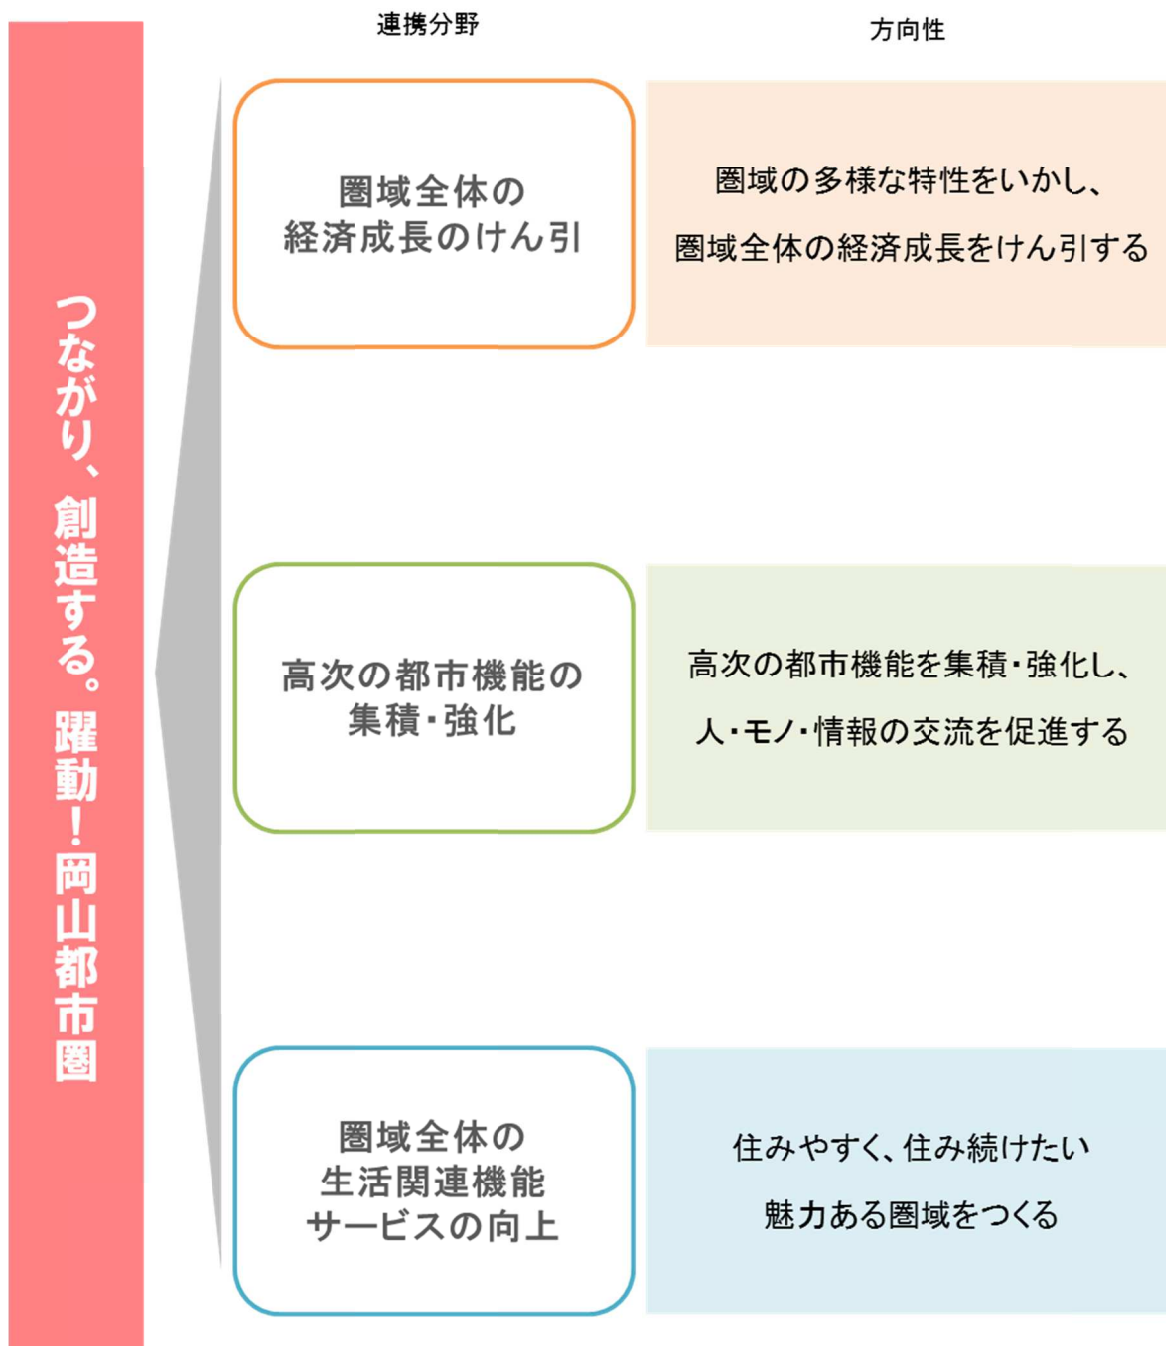 連携分野
方向性
つながり、創造する。躍動！岡山都市圏
圏域全体の
経済成長のけん引
圏域の多様な特性をいかし、
圏域全体の経済成長をけん引する
高次の都市機能の
集積・強化
高次の都市機能を集積・強化し、
人・モノ・情報の交流を促進する
圏域全体の
生活関連機能
サービスの向上
住みやすく、住み続けたい
魅力ある圏域をつくる